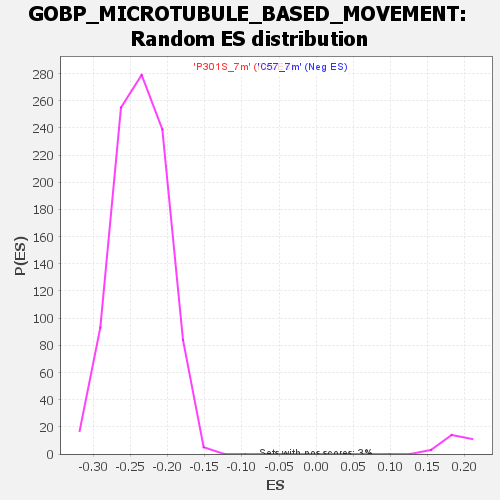 GOBP_MICROTUBULE_BASED_MOVEMENT:
Random ES distribution
'P301S_7m' ('C57_7m' (Neg ES)
280
260
240
220
200
180
160
140
120
100
80
60
40
20
0
P(ES)
Sets with pos scores: 3%
-0.30 -0.25 -0.20 -0.15 -0.10 -0.05 0.00 0.05 0.10 0.15 0.20
ES